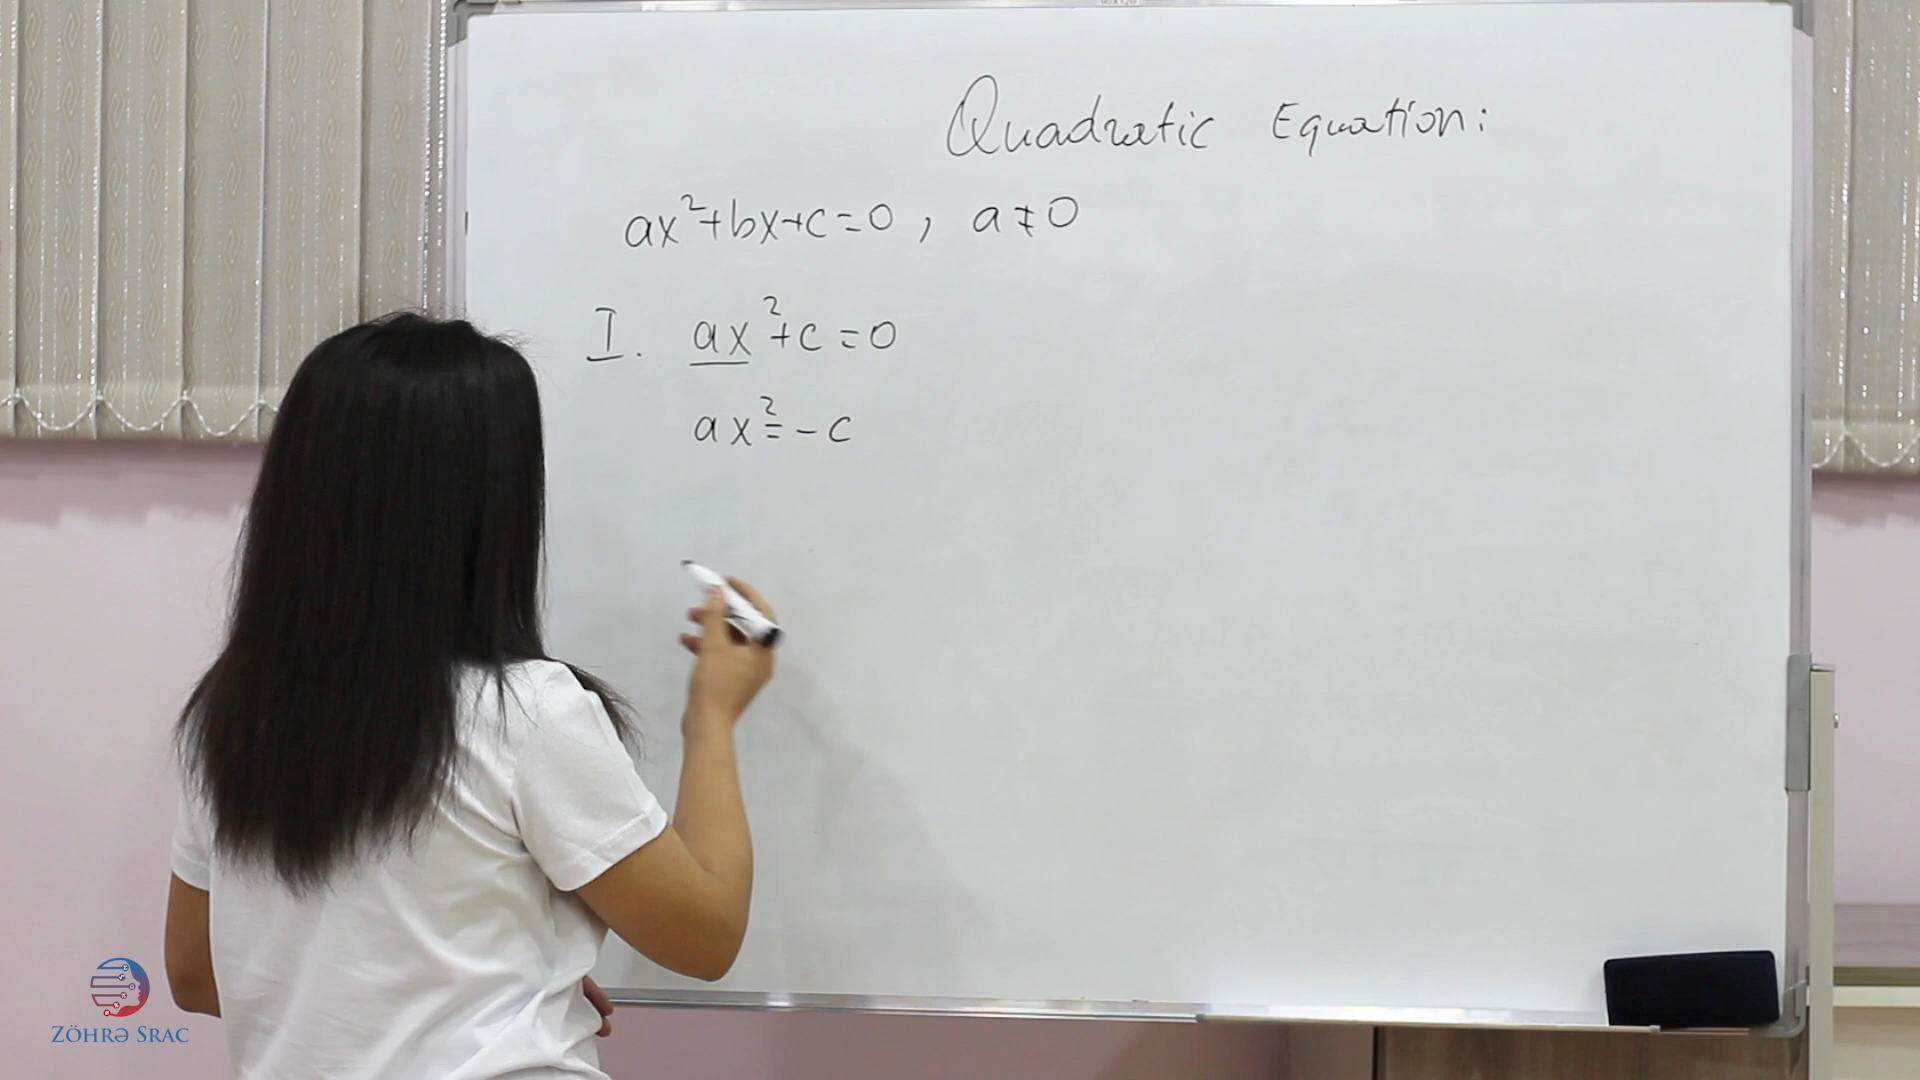 Quadratic Equation:
ax²+bx+c=0, a≠0
I. ax²+c=0
ax²=-c
ZÖHRƏ SRAC